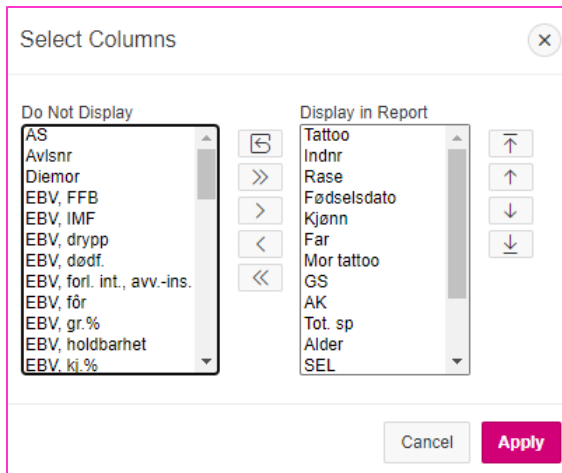 Select Columns
Do Not Display
AS
Avlsnr
Diemor
EBV, FFB
EBV, IMF
EBV, drypp
EBV, dødf.
EBV, forl. int., avv.-ins.
EBV, fôr
EBV, gr.%
EBV, holdbarhet
EBV, kj.%
Display in Report
Tattoo
Indnr
Rase
Fødselsdato
Kjønn
Far
Mor tattoo
GS
AK
Tot. sp
Alder
SEL
Cancel
Apply